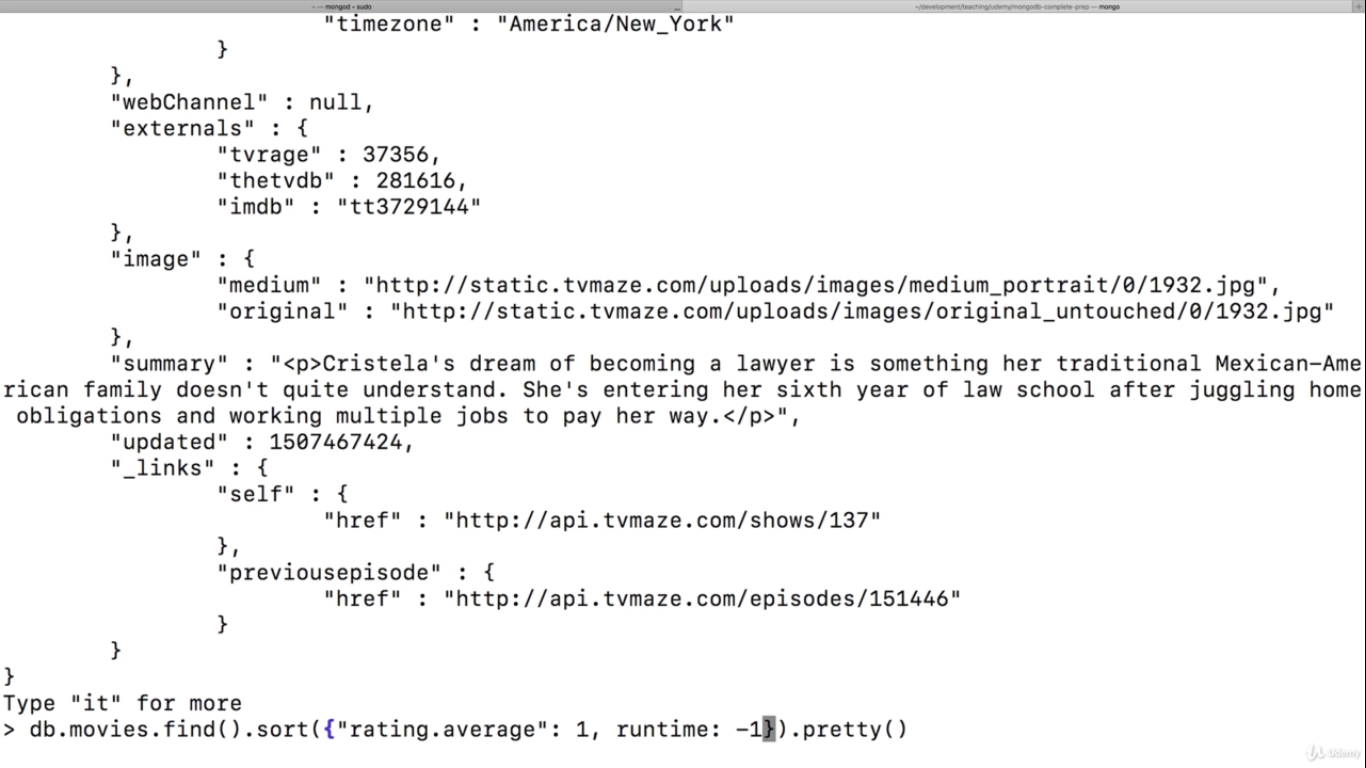 ~ — mongod ‹ sudo
~/development/teaching/udemy/mongodb-complete-prep — mongo
"timezone" : "America/New_York"
}
},
"webChannel" : null,
"externals" : {
"tvrage" : 37356,
"thetvdb" : 281616,
"imdb" : "tt3729144"
},
"image" : {
"medium" : "http://static.tvmaze.com/uploads/images/medium_portrait/0/1932.jpg",
"original" : "http://static.tvmaze.com/uploads/images/original_untouched/0/1932.jpg"
},
"summary" : "<p>Cristela's dream of becoming a lawyer is something her traditional Mexican-Ame
rican family doesn't quite understand. She's entering her sixth year of law school after juggling home
obligations and working multiple jobs to pay her way.</p>",
"updated" : 1507467424,
"_links" : {
"self" : {
"href" : "http://api.tvmaze.com/shows/137"
},
"previousepisode" : {
"href" : "http://api.tvmaze.com/episodes/151446"
}
}
}
Type "it" for more
> db.movies.find().sort({"rating.average": 1, runtime: -1}).pretty()
Udemy